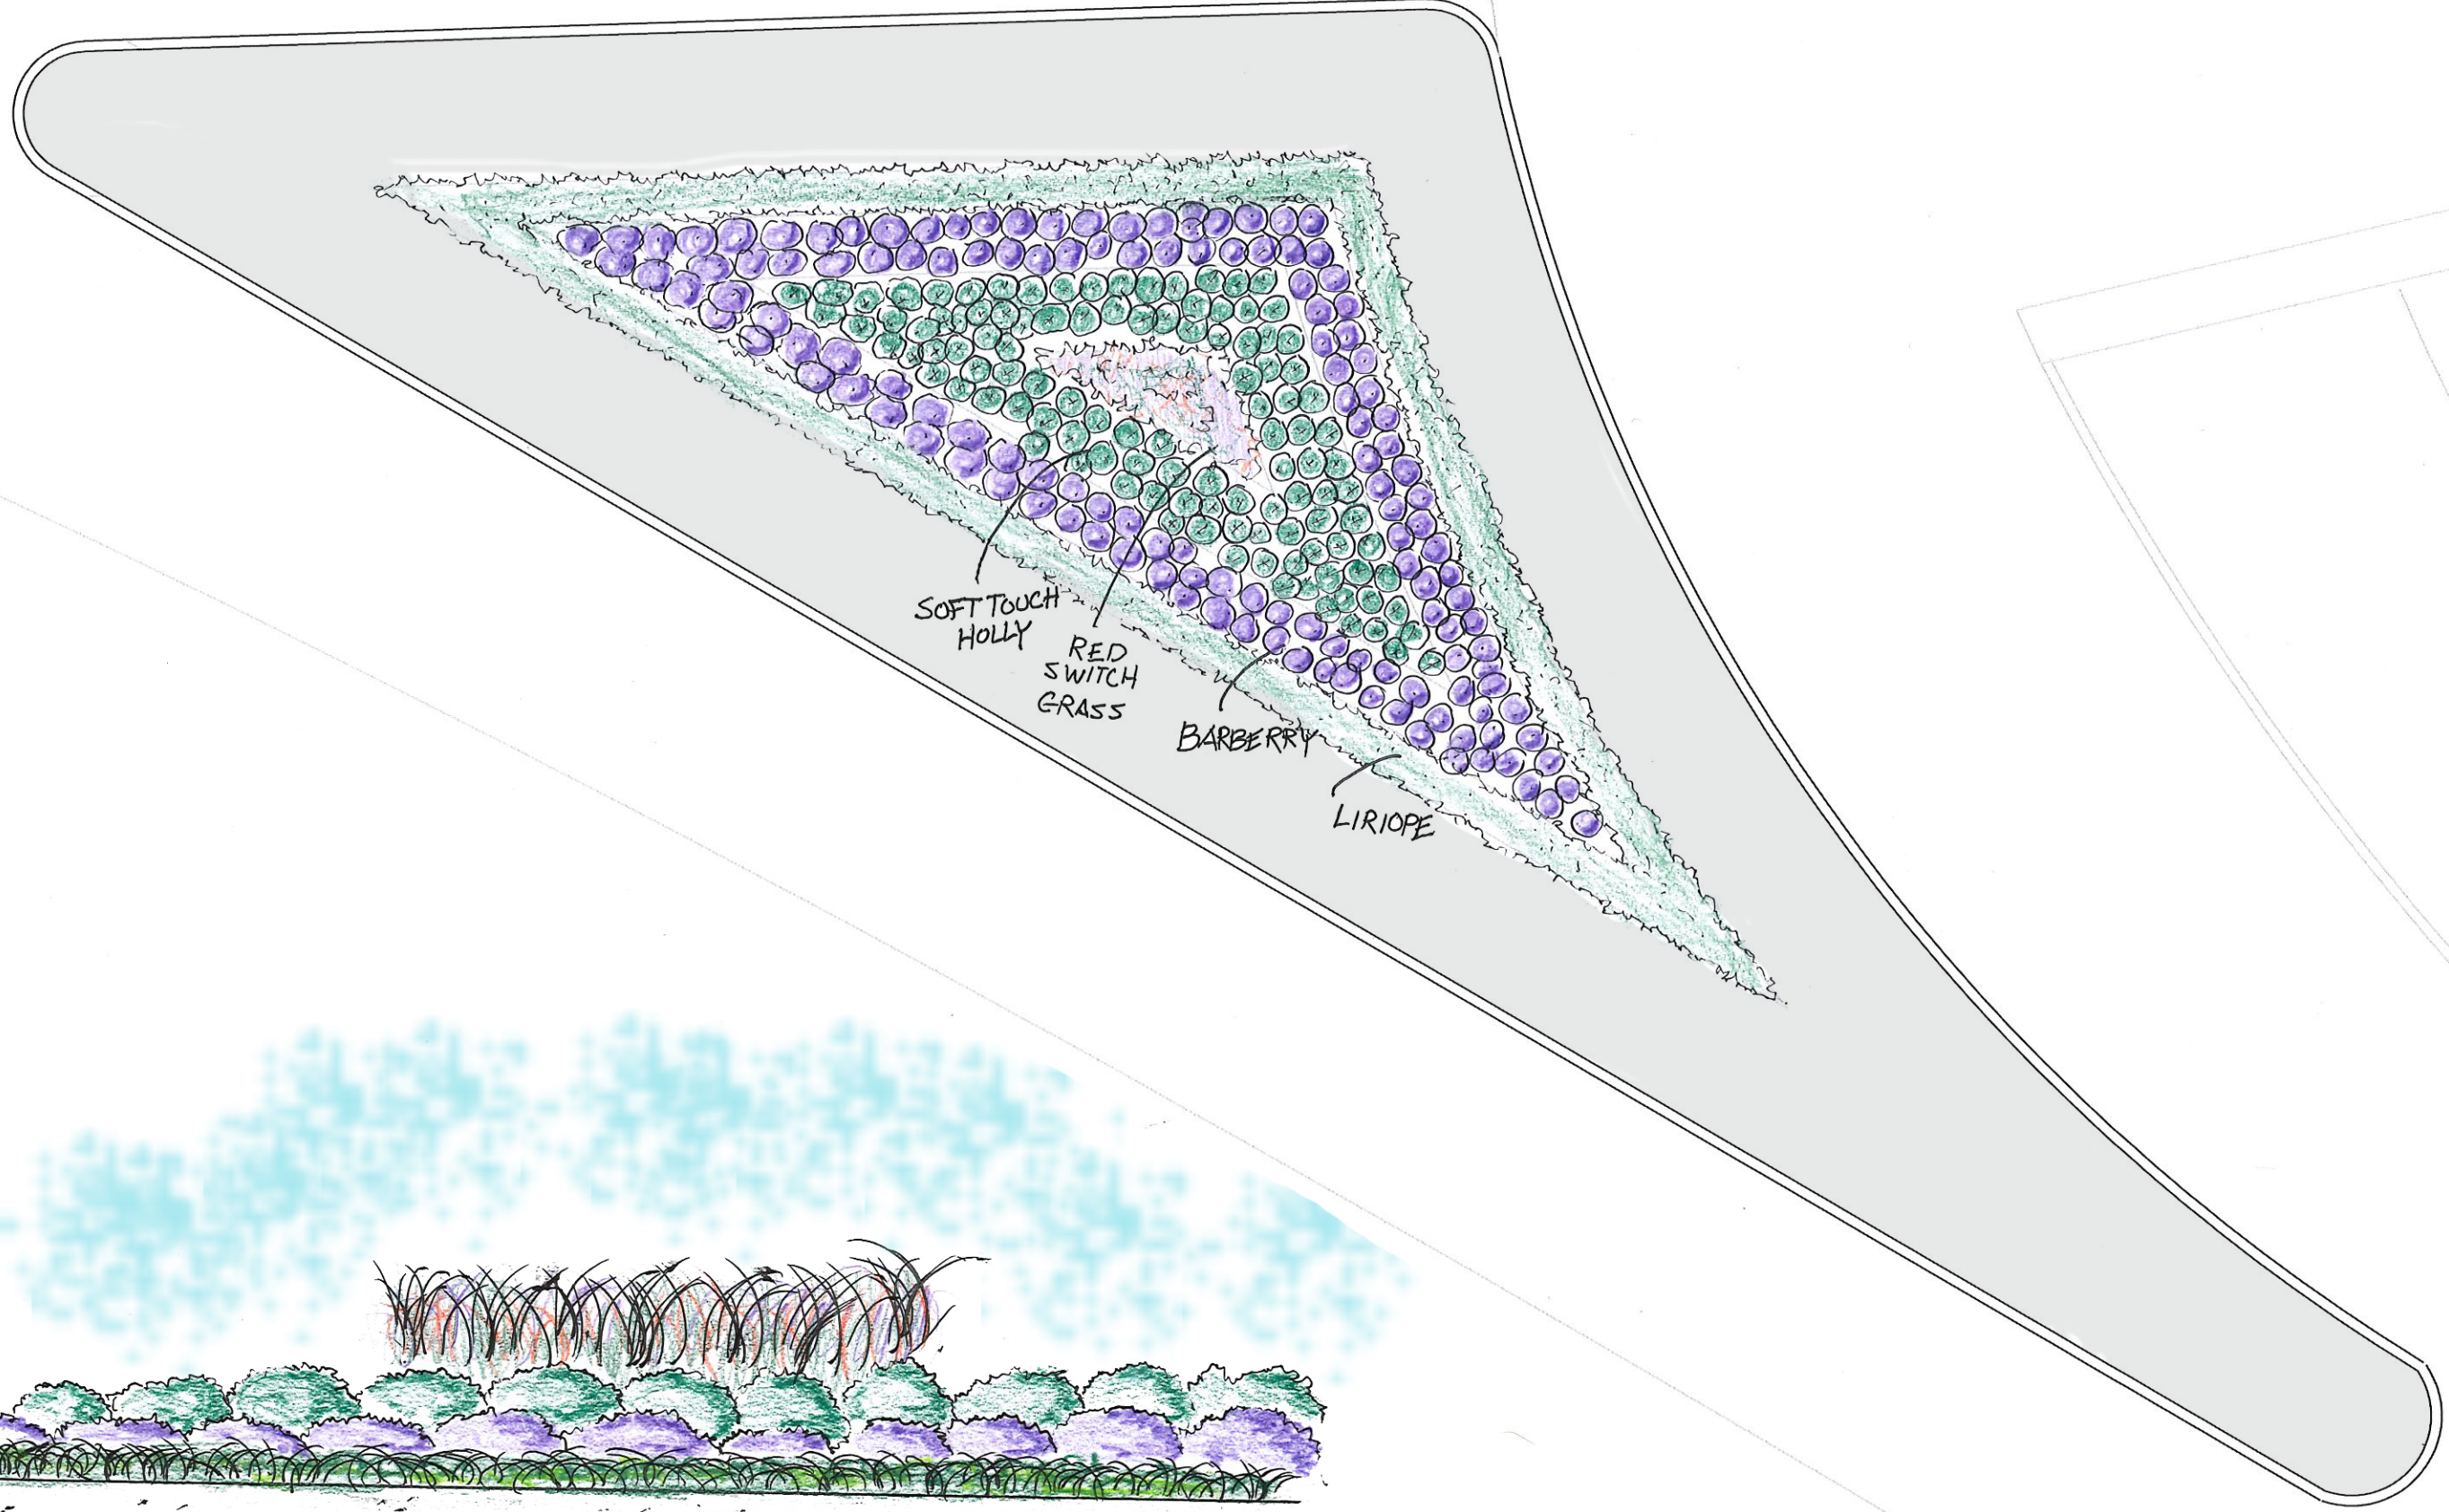 SOFT TOUCH
HOLLY
RED
SWITCH
GRASS
BARBERRY
LIRIOPE